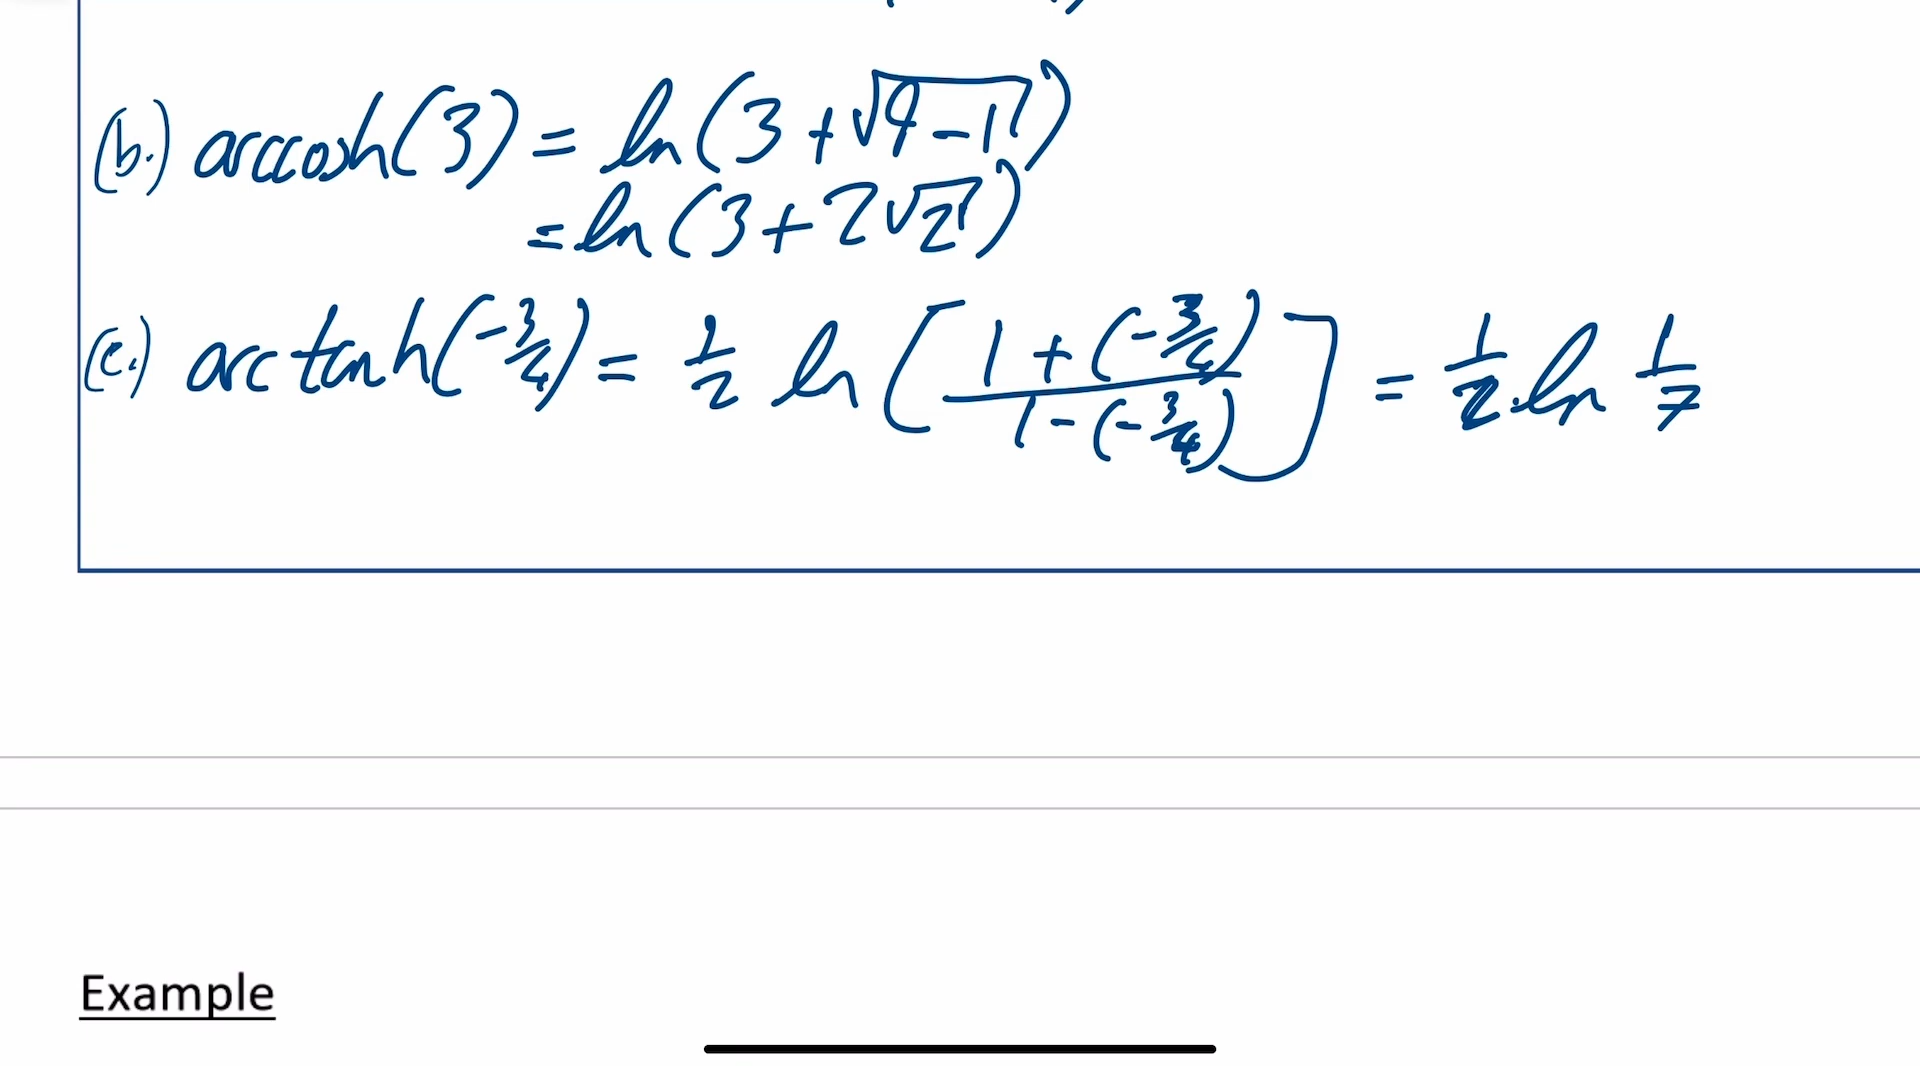 (b.) arccosh(3) = ln(3 + √(9 - 1))
= ln(3 + 2√2)
(c.) arctanh(-3/4) = 1/2 ln[(1 + (-3/4))/(1 - (-3/4))] = 1/2 ln 1/7
Example